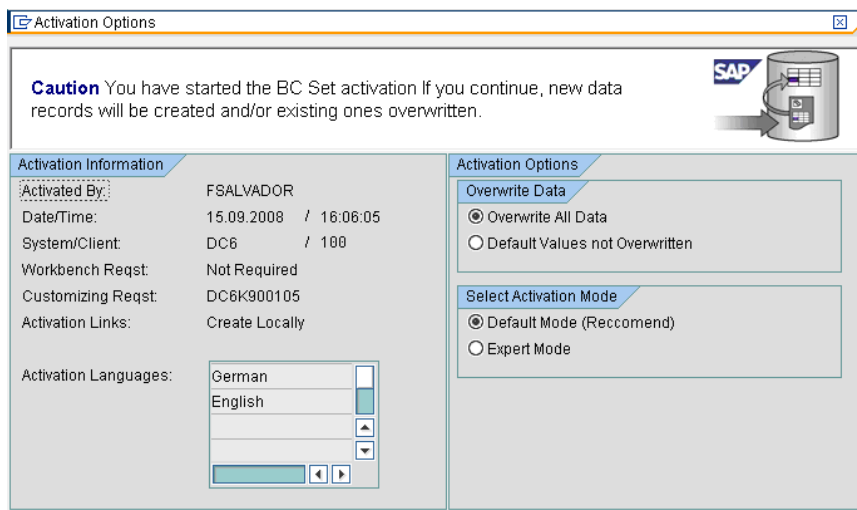 Activation Options
Caution You have started the BC Set activation If you continue, new data
records will be created and/or existing ones overwritten.
SAP
Activation Information
Activated By: FSALVADOR
Date/Time: 15.09.2008 / 16:06:05
System/Client: DC6 / 100
Workbench Reqst: Not Required
Customizing Reqst: DC6K900105
Activation Links: Create Locally
Activation Languages: German
English
Activation Options
Overwrite Data
Overwrite All Data
Default Values not Overwritten
Select Activation Mode
Default Mode (Reccomend)
Expert Mode